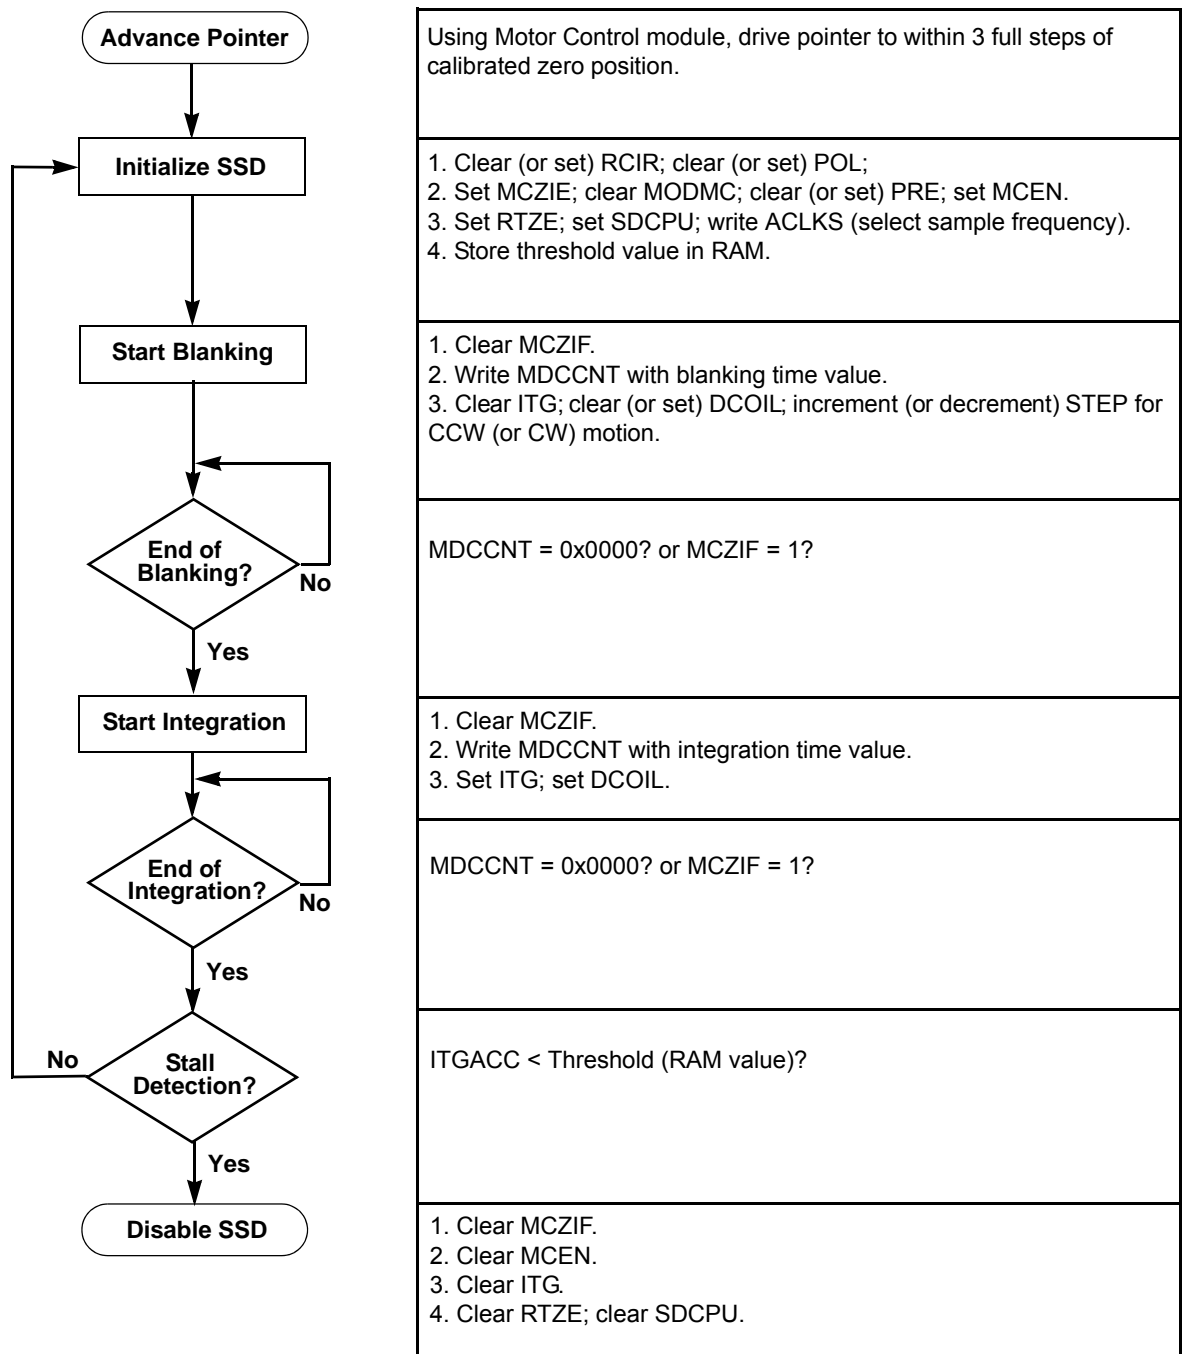 Advance Pointer
Using Motor Control module, drive pointer to within 3 full steps of
calibrated zero position.
Initialize SSD
1. Clear (or set) RCIR; clear (or set) POL;
2. Set MCZIE; clear MODMC; clear (or set) PRE; set MCEN.
3. Set RTZE; set SDCPU; write ACLKS (select sample frequency).
4. Store threshold value in RAM.
Start Blanking
1. Clear MCZIF.
2. Write MDCCNT with blanking time value.
3. Clear ITG; clear (or set) DCOIL; increment (or decrement) STEP for
CCW (or CW) motion.
End of
Blanking?
No
Yes
MDCCNT = 0x0000? or MCZIF = 1?
Start Integration
1. Clear MCZIF.
2. Write MDCCNT with integration time value.
3. Set ITG; set DCOIL.
End of
Integration?
No
Yes
MDCCNT = 0x0000? or MCZIF = 1?
No
Stall
Detection?
Yes
ITGACC < Threshold (RAM value)?
Disable SSD
1. Clear MCZIF.
2. Clear MCEN.
3. Clear ITG.
4. Clear RTZE; clear SDCPU.